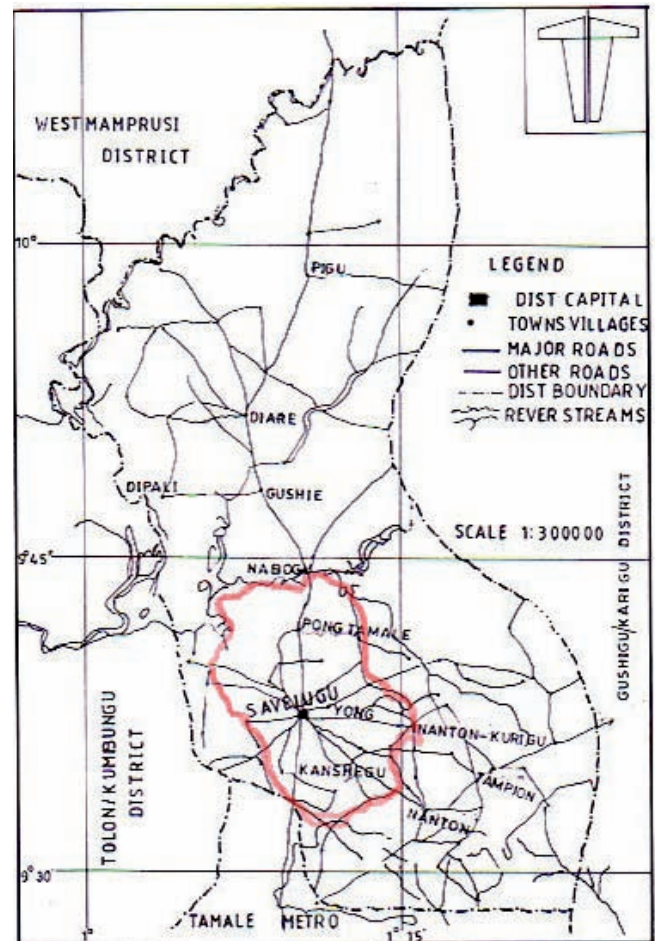 WESTMAMPRUSI
DISTRICT
10°
PIGU
LEGEND
DIST CAPITAL
TOWNS VILLAGES
MAJOR ROADS
OTHER ROADS
DIST BOUNDARY
REVER STREAMS
DIARE
DIPALI
GUSHIE
SCALE 1:300000
GUSHIGU/KARIGU DISTRICT
9°45'
NABOGU
PONG TAMALE
SAVELUGU
YONG
NANTON-KURIGU
KANSHEGU
TAMPION
NANTON
TOLON/KUMBUNGU
DISTRICT
9°30
TAMALE METRO
1°
1° 15'